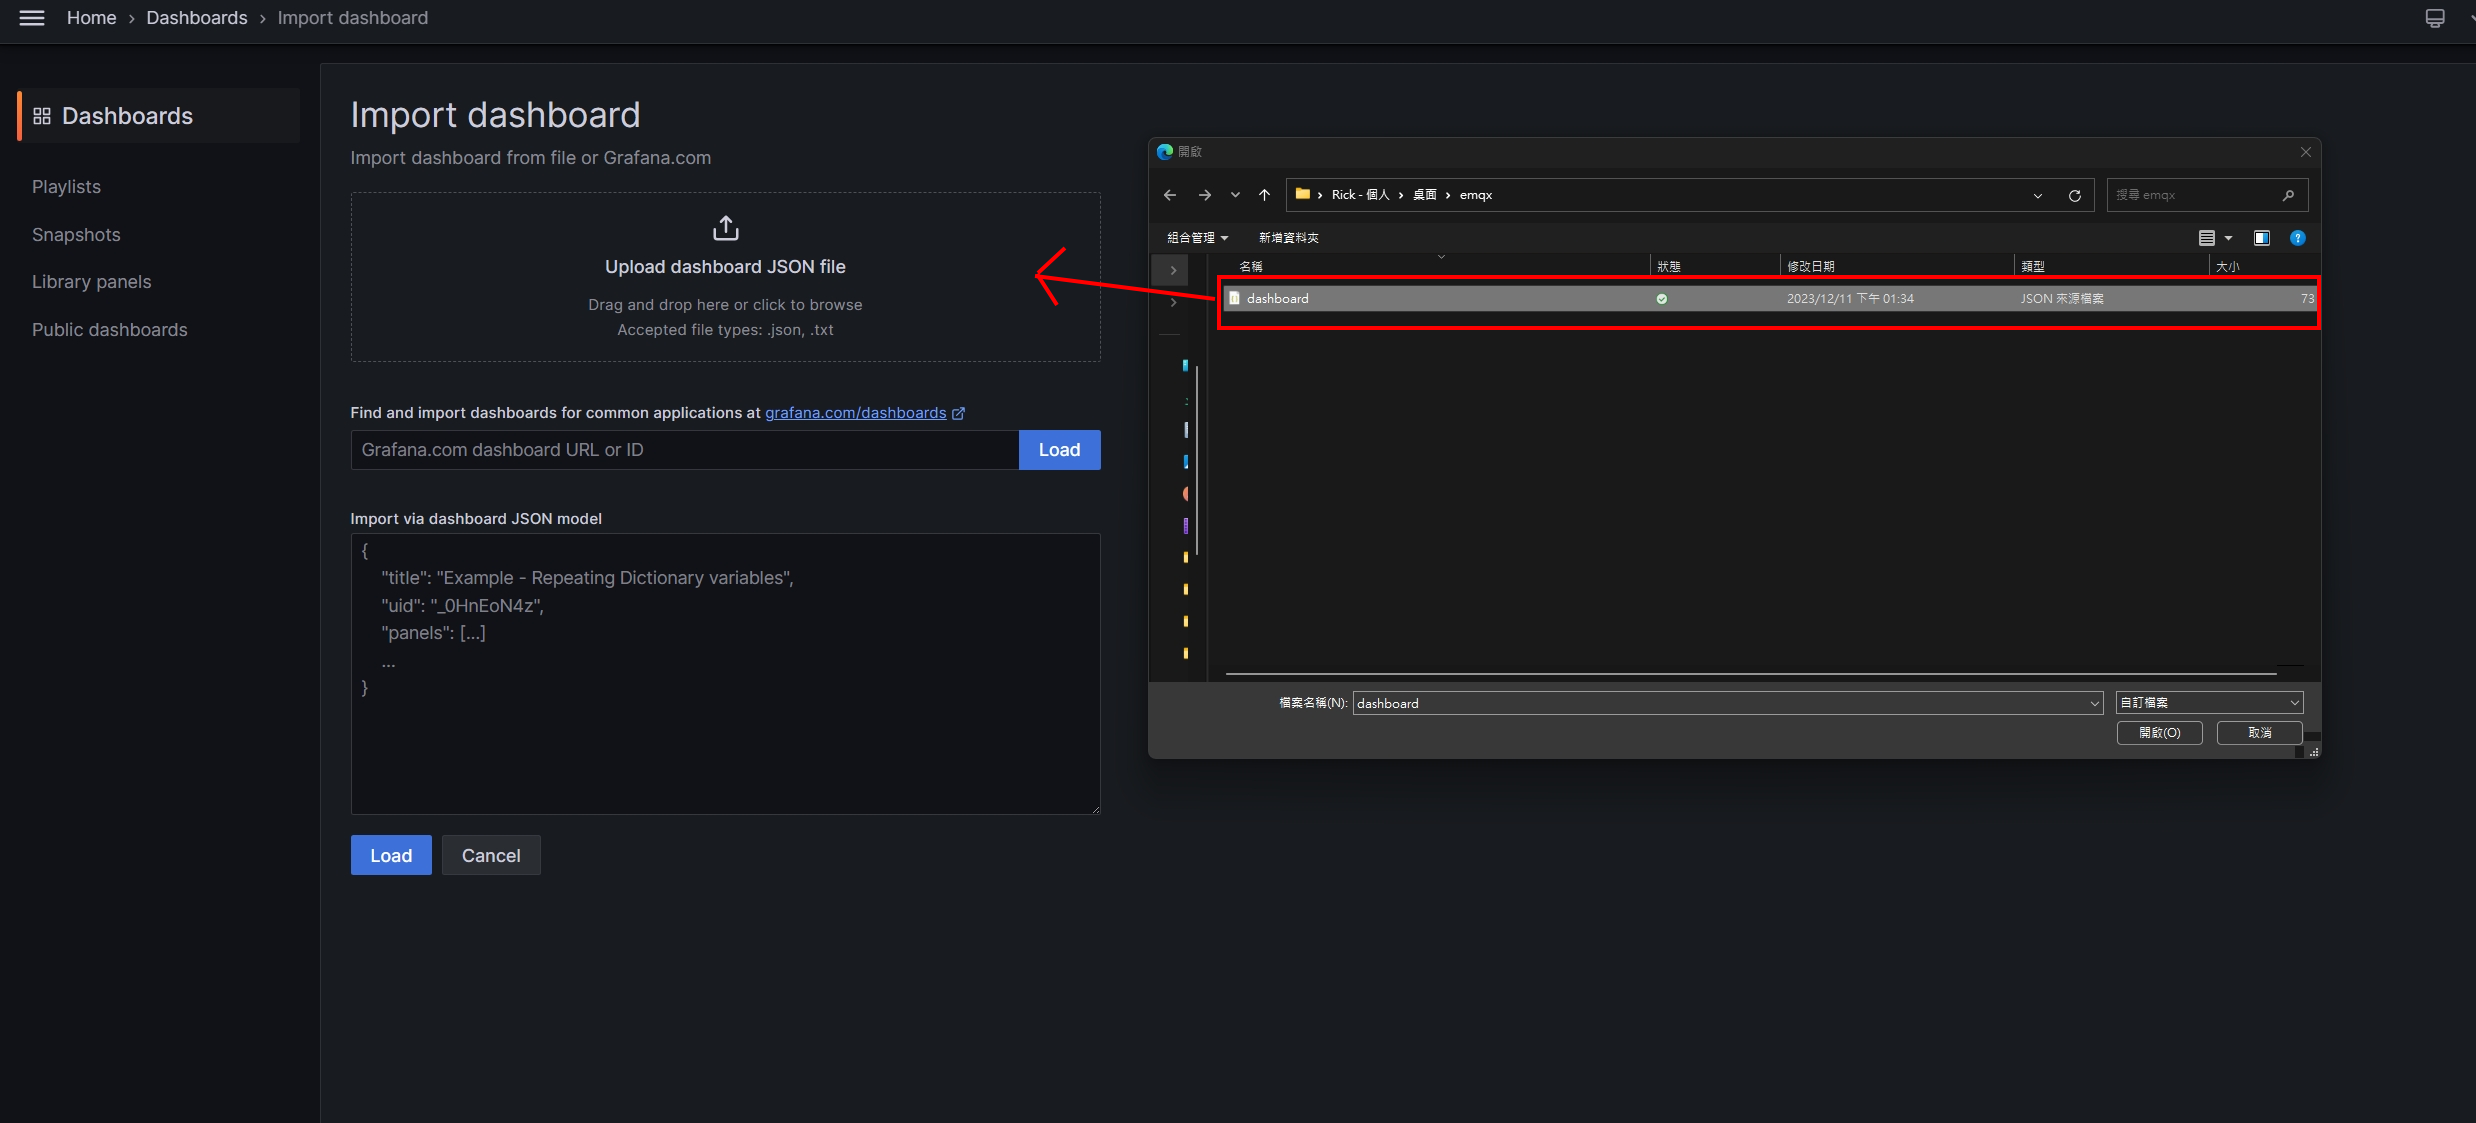 Home › Dashboards › Import dashboard
Dashboards
Playlists
Snapshots
Library panels
Public dashboards
Import dashboard
Import dashboard from file or Grafana.com
Upload dashboard JSON file
Drag and drop here or click to browse
Accepted file types: .json, .txt
Find and import dashboards for common applications at grafana.com/dashboards
Grafana.com dashboard URL or ID
Load
Import via dashboard JSON model
{
"title": "Example - Repeating Dictionary variables",
"uid": "_0HnEoN4z",
"panels": [...]
...
}
Load Cancel
開啟
Rick - 個人 › 桌面 › emqx
搜尋 emqx
組合管理 新增資料夾
名稱 狀態 修改日期 類型 大小
dashboard 2023/12/11 下午 01:34 JSON 來源檔案 73
檔案名稱(N): dashboard 自訂檔案
開啟(O) 取消